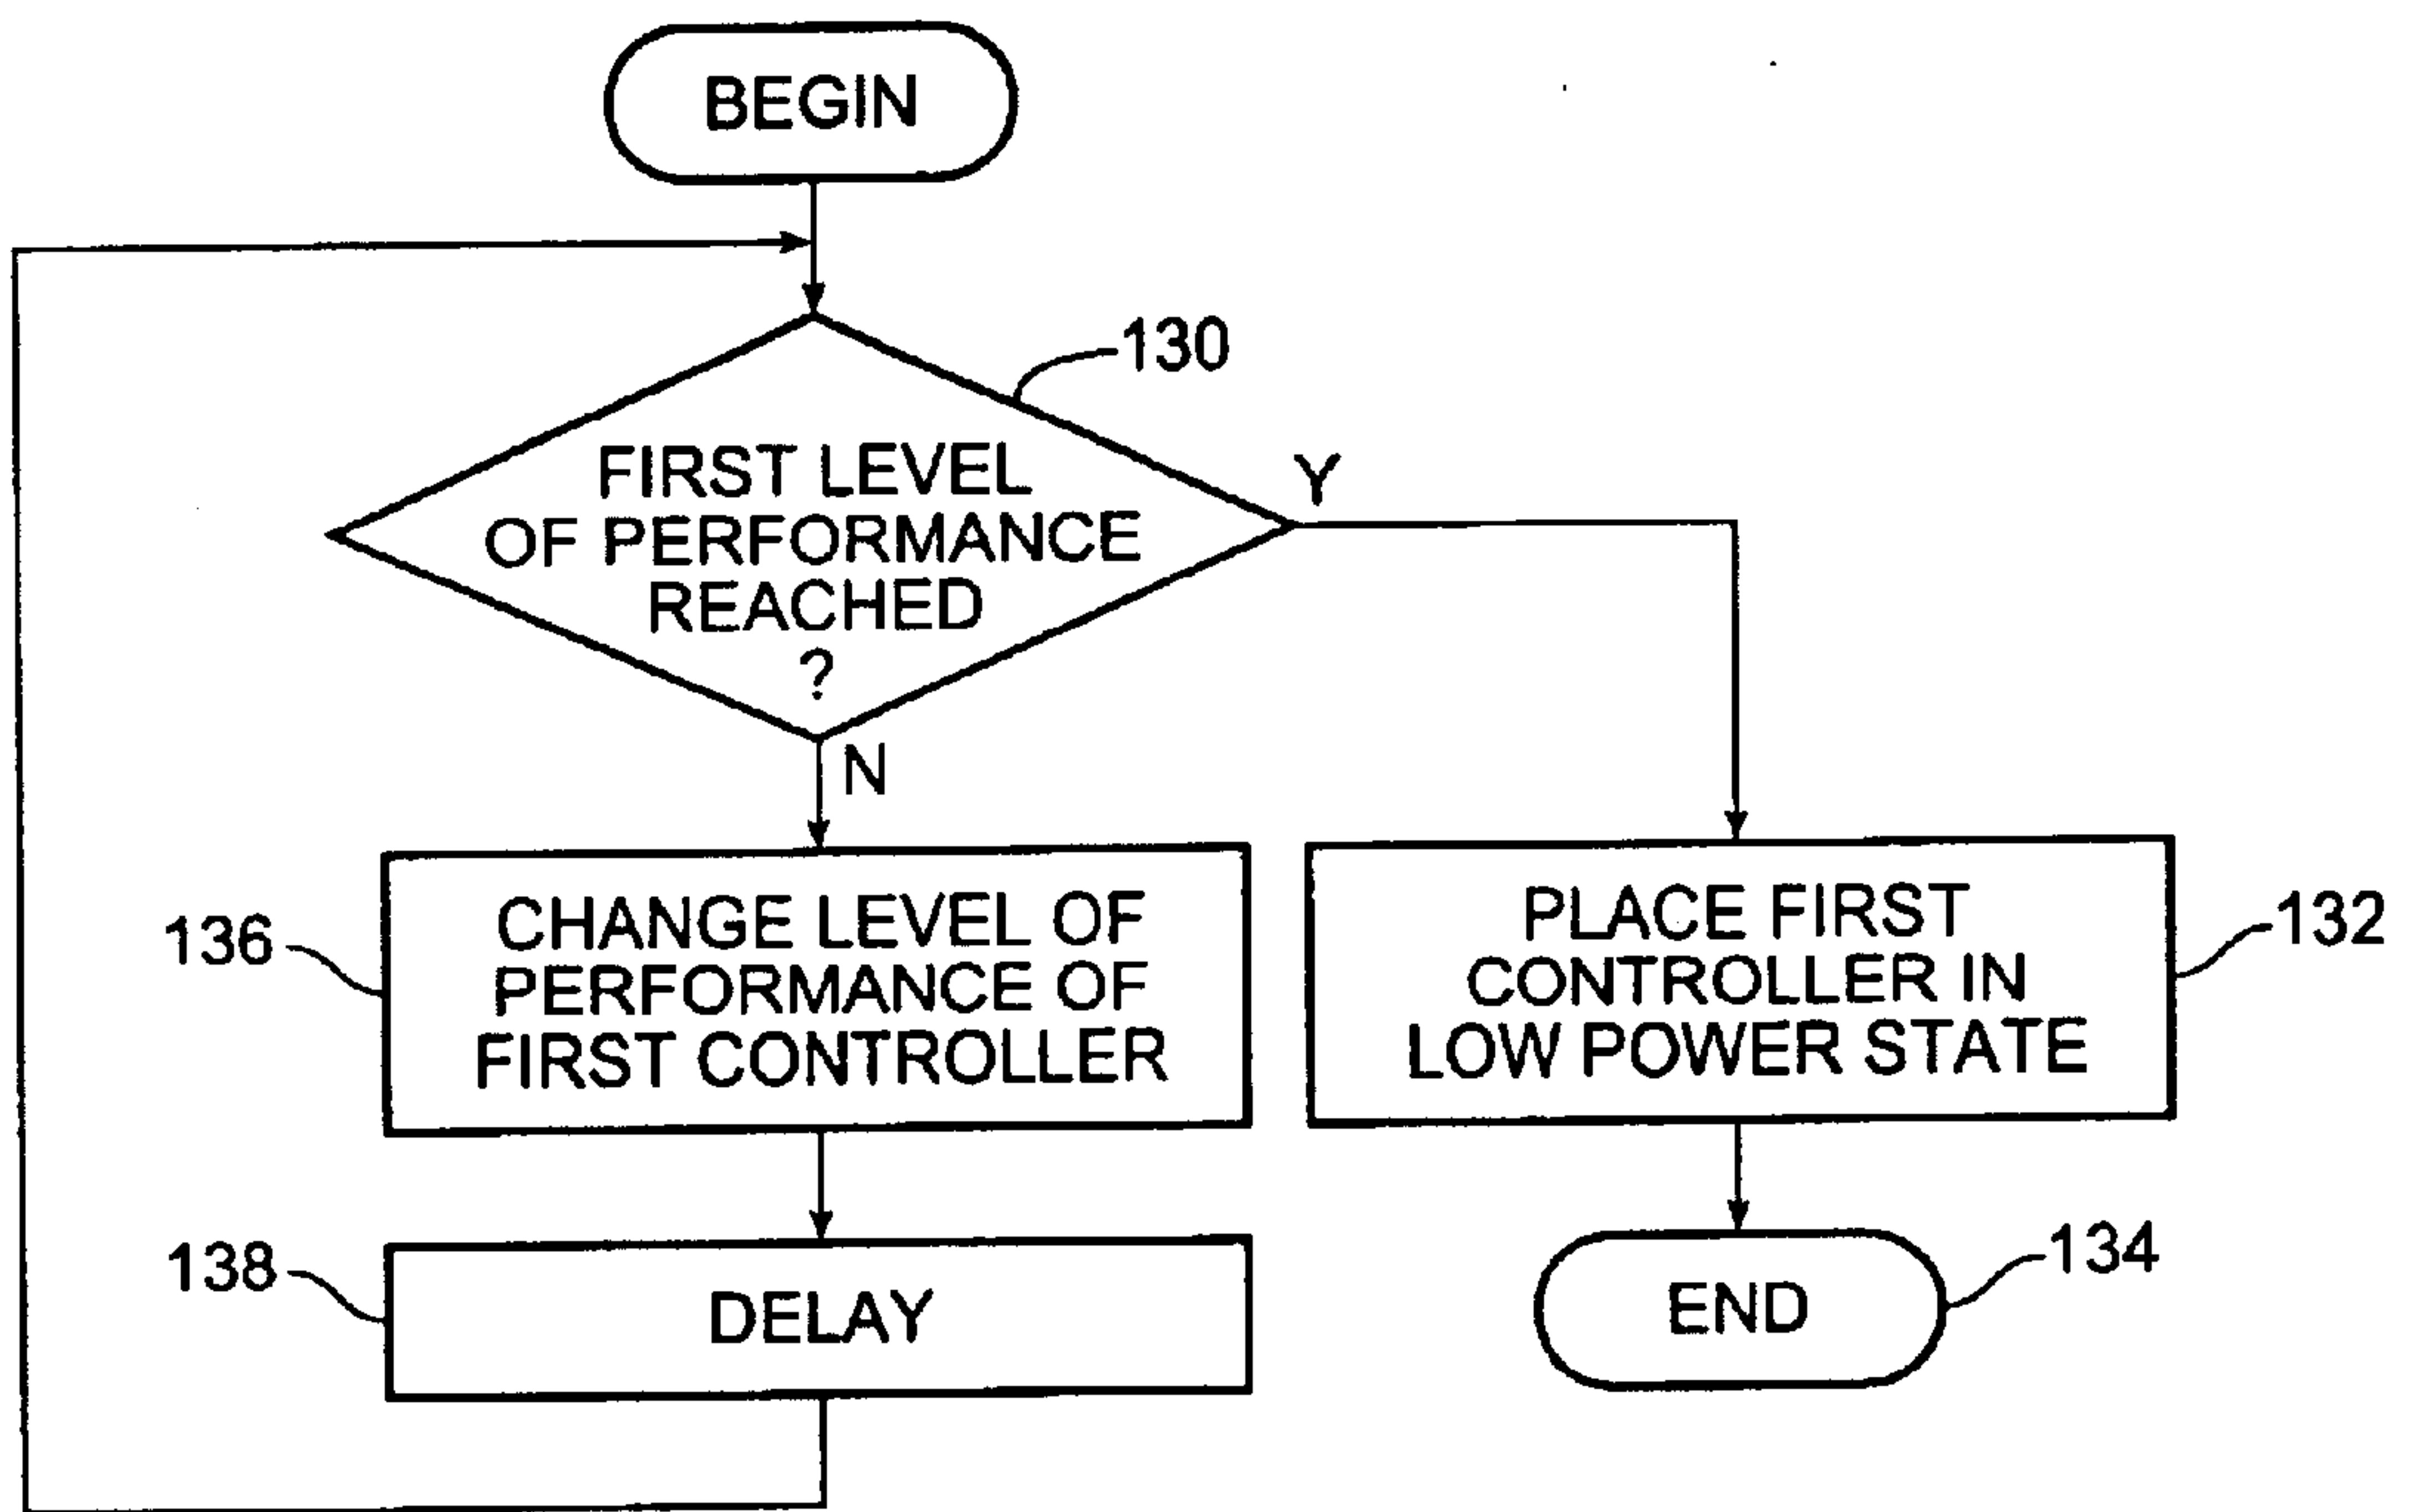 BEGIN
130
FIRST LEVEL
OF PERFORMANCE
REACHED
?
Y
N
136
CHANGE LEVEL OF
PERFORMANCE OF
FIRST CONTROLLER
PLACE FIRST
CONTROLLER IN
LOW POWER STATE
132
138
DELAY
END
134